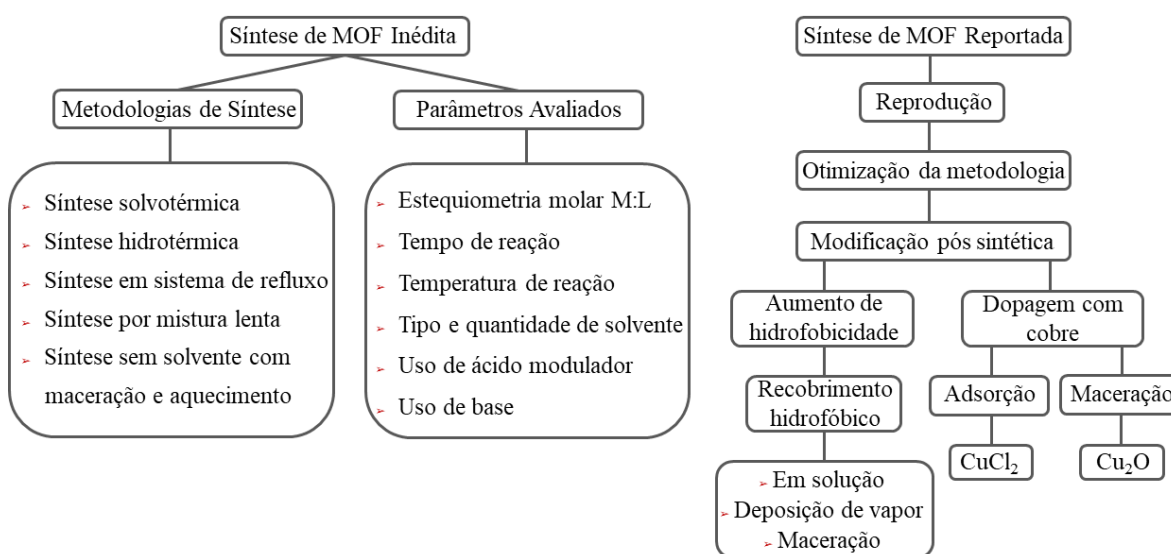 Síntese de MOF Inédita
Metodologias de Síntese
Síntese solvotérmica
Síntese hidrotérmica
Síntese em sistema de refluxo
Síntese por mistura lenta
Síntese sem solvente com
maceração e aquecimento
Parâmetros Avaliados
Estequiometria molar M:L
Tempo de reação
Temperatura de reação
Tipo e quantidade de solvente
Uso de ácido modulador
Uso de base
Síntese de MOF Reportada
Reprodução
Otimização da metodologia
Modificação pós sintética
Aumento de
hidrofobicidade
Recobrimento
hidrofóbico
Em solução
Deposição de vapor
Maceração
Dopagem com
cobre
Adsorção
CuCl₂
Maceração
Cu₂O